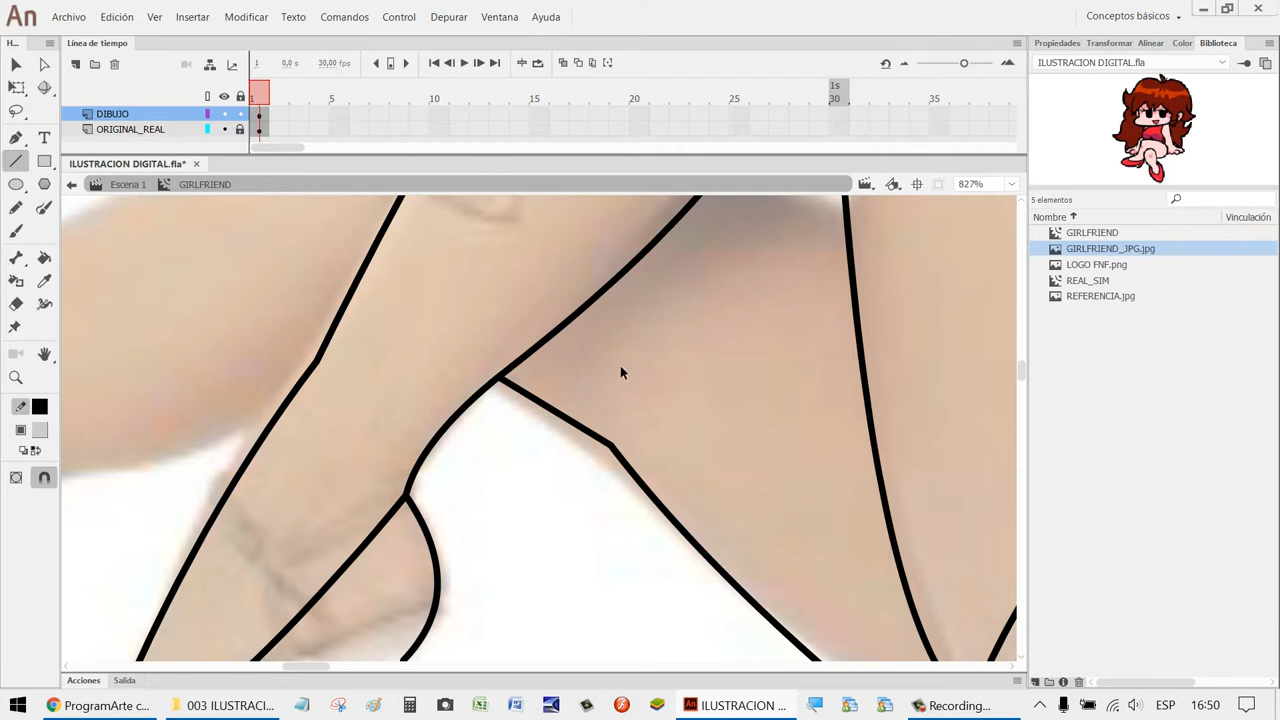 An Archivo Edición Ver Insertar Modificar Texto Comandos Control Depurar Ventana Ayuda Conceptos básicos
H... Línea de tiempo Propiedades Transformar Alinear Color Biblioteca
1 0,0 s 30,00 fps ILUSTRACION DIGITAL.fla
1s
1 5 10 15 20 25 30 35
DIBUJO
ORIGINAL_REAL
ILUSTRACION DIGITAL.fla*
Escena 1 GIRLFRIEND 827%
5 elementos
Nombre Vinculación
GIRLFRIEND
GIRLFRIEND_JPG.jpg
LOGO FNF.png
REAL_SIM
REFERENCIA.jpg
Acciones Salida
ProgramArte c... 003 ILUSTRACI... ILUSTRACION ... Recording... ESP 16:50